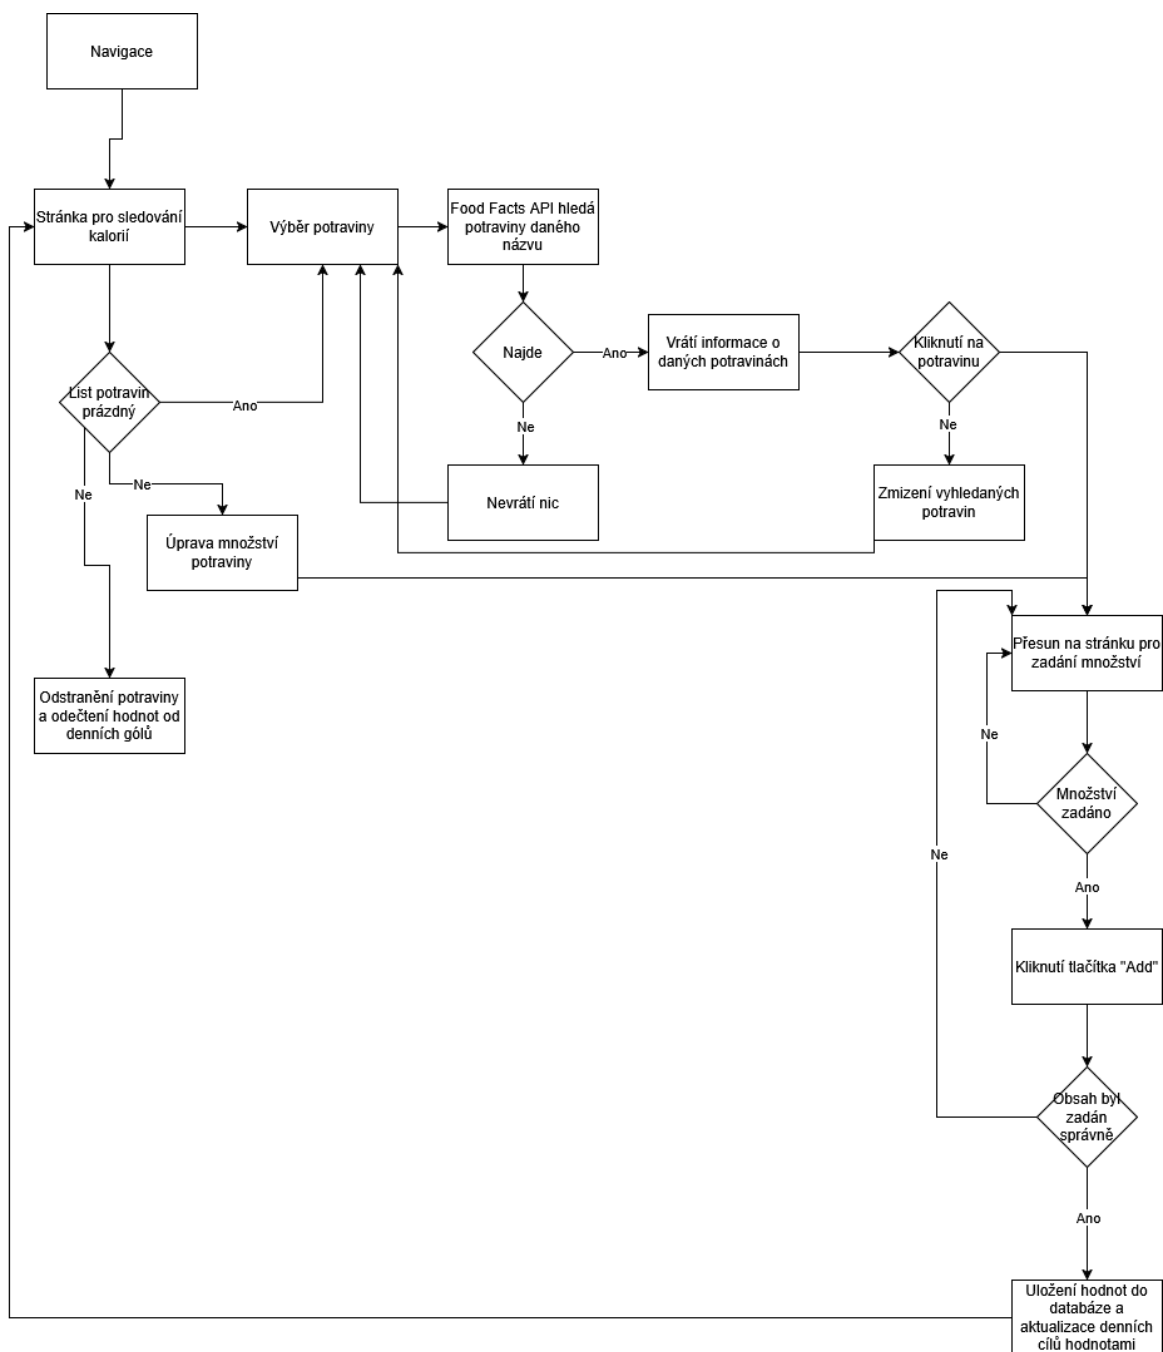 Navigace
Stránka pro sledování
kalorií
Výběr potraviny
Food Facts API hledá
potraviny daného
názvu
Najde
Ano
Vrátí informace o
daných potravinách
Kliknutí na
potravinu
List potravin
prázdný
Ano
Ne
Ne
Ne
Ne
Nevrátí nic
Zmizení vyhledaných
potravin
Úprava množství
potraviny
Přesun na stránku pro
zadání množství
Odstranění potraviny
a odečtení hodnot od
denních gólů
Ne
Množství
zadáno
Ne
Ano
Kliknutí tlačítka "Add"
Obsah byl
zadán
správně
Ano
Uložení hodnot do
databáze a
aktualizace denních
cílů hodnotami